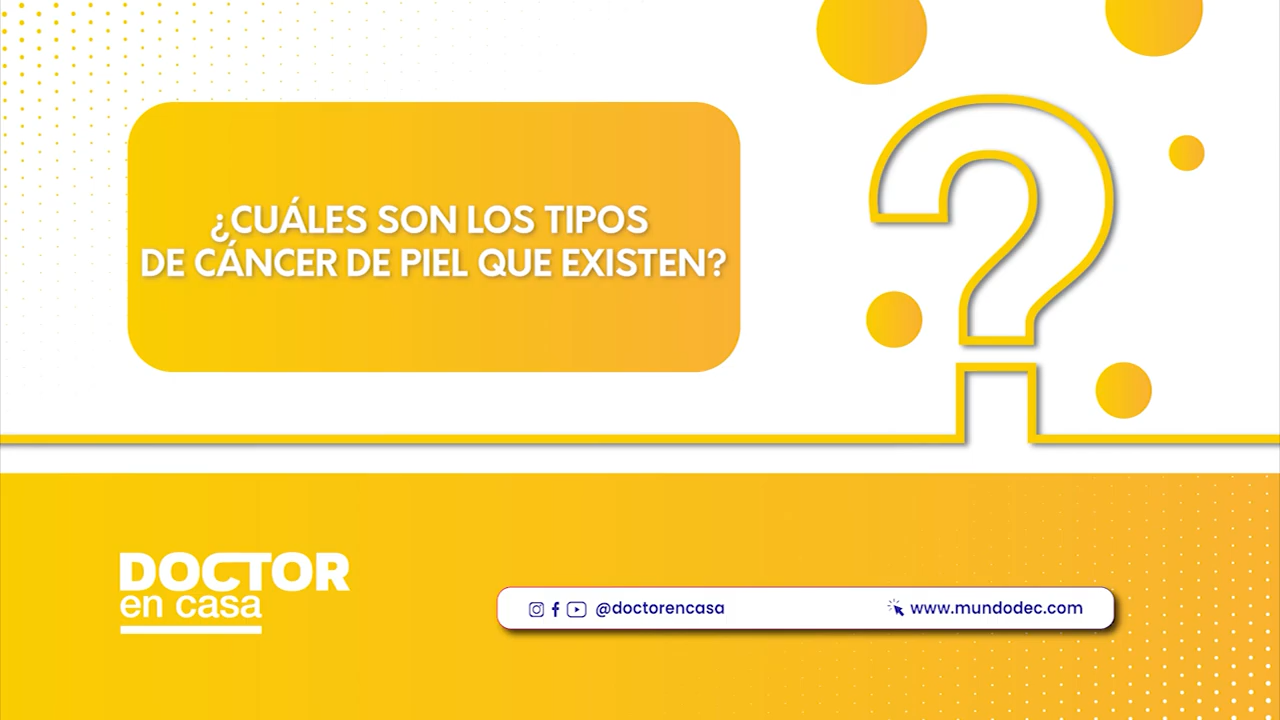 ¿CUÁLES SON LOS TIPOS
DE CÁNCER DE PIEL QUE EXISTEN?
DOCTOR
en casa
@doctorencasa
www.mundodec.com